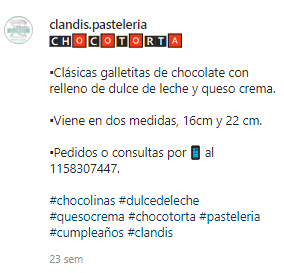 clandis.pasteleria
CHOCOTORTA
▪Clásicas galletitas de chocolate con
relleno de dulce de leche y queso crema.
▪Viene en dos medidas, 16cm y 22 cm.
▪Pedidos o consultas por 📱 al
1158307447.
#chocolinas #dulcedeleche
#quesocrema #chocotorta #pasteleria
#cumpleaños #clandis
23 sem